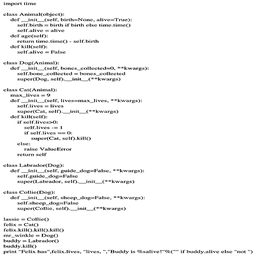 import time
class Animal(object):
def __init__(self, birth=None, alive=True):
self.birth = birth if birth else time.time()
self.alive = alive
def age(self):
return time.time() - self.birth
def kill(self):
self.alive = False
class Dog(Animal):
def __init__(self, bones_collected=0, **kwargs):
self.bone_collected = bones_collected
super(Dog, self).__init__(**kwargs)
class Cat(Animal):
max_lives = 9
def __init__(self, lives=max_lives, **kwargs):
self.lives = lives
super(Cat, self).__init__(**kwargs)
def kill(self):
if self.lives>0:
self.lives -= 1
if self.lives == 0:
super(Cat, self).kill()
else:
raise ValueError
return self
class Labrador(Dog):
def __init__(self, guide_dog=False, **kwargs):
self.guide_dog=False
super(Labrador, self).__init__(**kwargs)
class Collie(Dog):
def __init__(self, sheep_dog=False, **kwargs):
self.sheep_dog=False
super(Collie, self).__init__(**kwargs)
lassie = Collie()
felix = Cat()
felix.kill().kill().kill()
mr_winkle = Dog()
buddy = Labrador()
buddy.kill()
print "Felix has",felix.lives, "lives, ","Buddy is %salive!"%("" if buddy.alive else "not ")